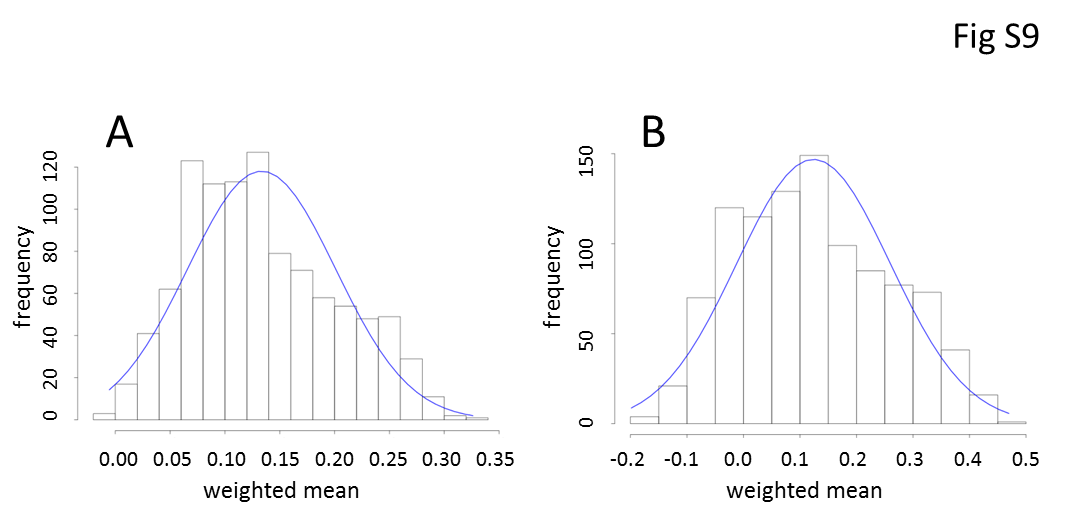 Fig S9
A
B
frequency
0 20 40 60 80 100 120
0.00 0.05 0.10 0.15 0.20 0.25 0.30 0.35
weighted mean
frequency
0 50 100 150
-0.2 -0.1 0.0 0.1 0.2 0.3 0.4 0.5
weighted mean